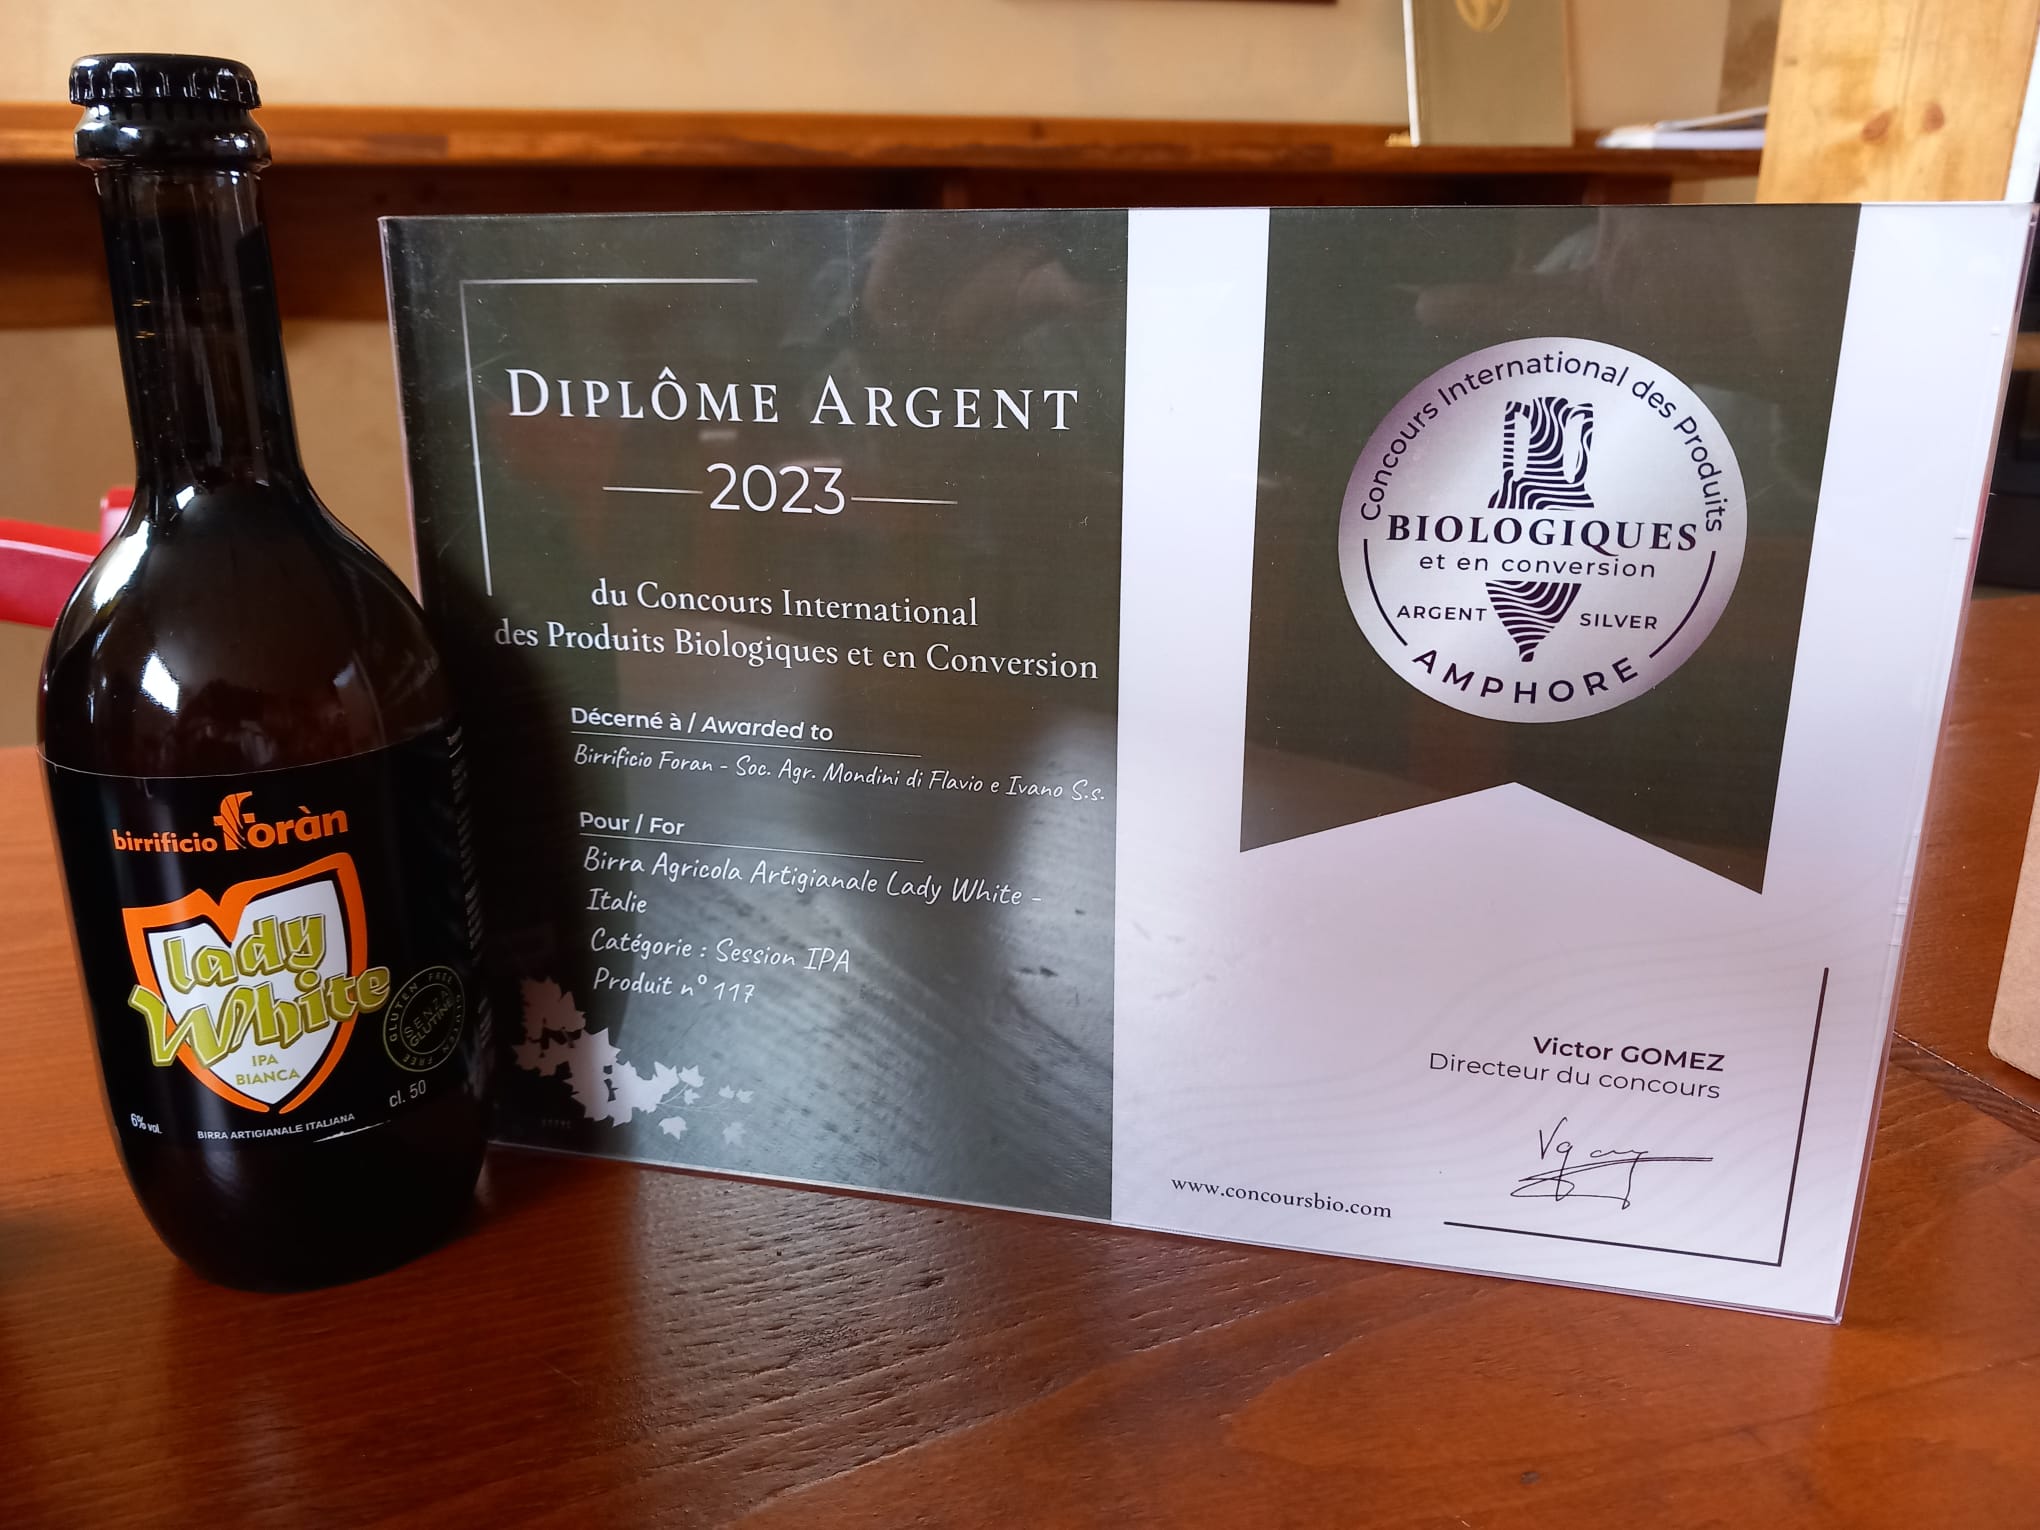 birrificio foràn
lady
White
IPA
BIANCA
GLUTEN FREE GLUTEN FREE
SENZA
GLUTINE
6% vol.
cl. 50
BIRRA ARTIGIANALE ITALIANA
DIPLÔME ARGENT
2023
du Concours International
des Produits Biologiques et en Conversion
Décerné à / Awarded to
Birrificio Foran - Soc. Agr. Mondini di Flavio e Ivano S.s.
Pour / For
Birra Agricola Artigianale Lady White -
Italie
Catégorie : Session IPA
Produit n° 117
Concours International des Produits
BIOLOGIQUES
et en conversion
ARGENT SILVER
AMPHORE
Victor GOMEZ
Directeur du concours
www.concoursbio.com